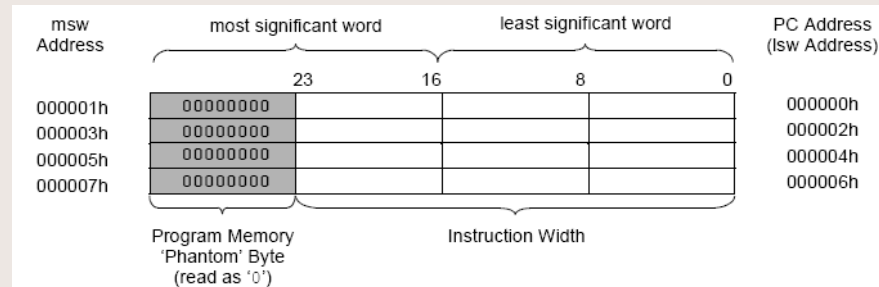 msw
Address
most significant word
least significant word
PC Address
(lsw Address)
23
16
8
0
000001h
00000000
000000h
000003h
00000000
000002h
000005h
00000000
000004h
000007h
00000000
000006h
Program Memory
‘Phantom’ Byte
(read as ‘0’)
Instruction Width